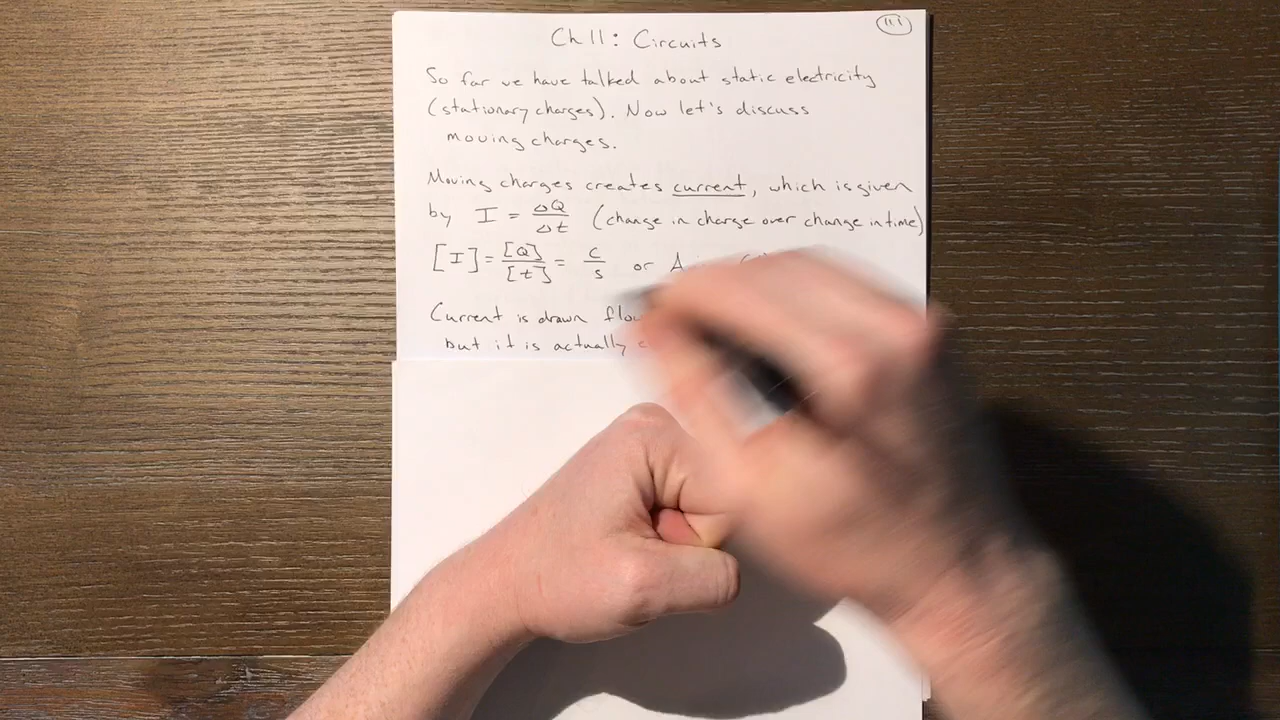 11.1
Ch 11: Circuits
So far we have talked about static electricity
(stationary charges). Now let's discuss
moving charges.
Moving charges creates current, which is given
by I = ΔQ/Δt (change in charge over change in time)
[I] = [Q]/[t] = C/s or A
Current is drawn
but it is actually